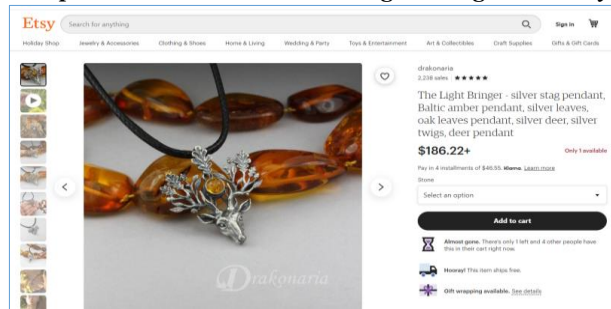 Etsy
Search for anything
Sign in
Holiday Shop Jewelry & Accessories Clothing & Shoes Home & Living Wedding & Party Toys & Entertainment Art & Collectibles Craft Supplies Gifts & Gift Cards
drakonaria
2,238 sales
The Light Bringer - silver stag pendant,
Baltic amber pendant, silver leaves,
oak leaves pendant, silver deer, silver
twigs, deer pendant
$186.22+ Only 1 available
Pay in 4 installments of $46.55. Klarna. Learn more
Stone
Select an option
Add to cart
Almost gone. There's only 1 left and 4 other people have
this in their cart right now.
Hooray! This item ships free.
Gift wrapping available. See details
Drakonaria